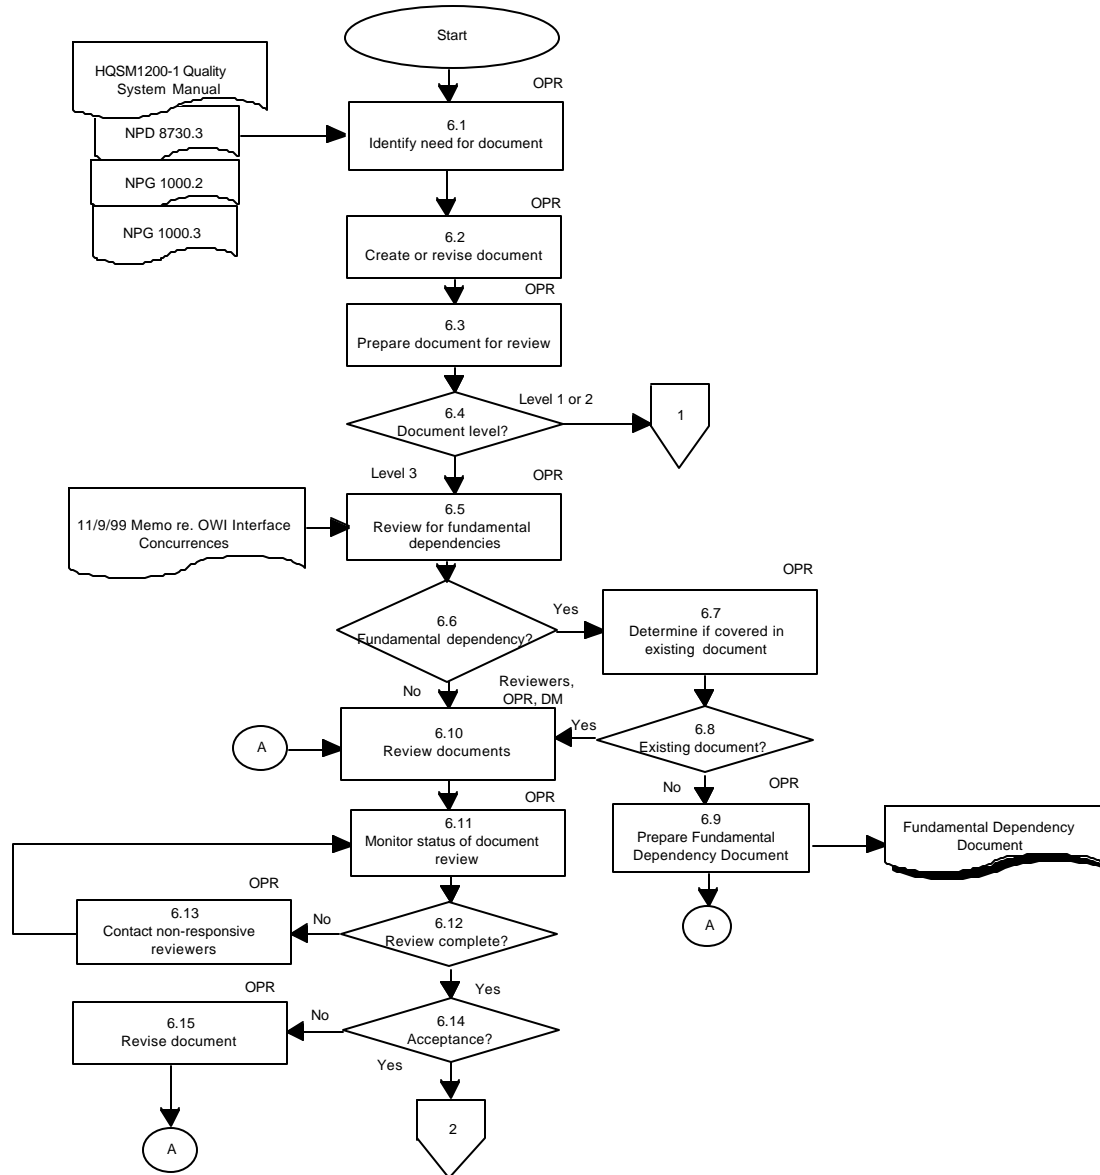 Start
HQSM1200-1 Quality
System Manual
OPR
NPD 8730.3
6.1
Identify need for document
NPG 1000.2
NPG 1000.3
OPR
6.2
Create or revise document
OPR
6.3
Prepare document for review
6.4
Document level?
Level 1 or 2
1
Level 3
OPR
11/9/99 Memo re. OWI Interface
Concurrences
6.5
Review for fundamental
dependencies
OPR
6.6
Fundamental dependency?
Yes
6.7
Determine if covered in
existing document
No
Reviewers,
OPR, DM
A
6.10
Review documents
Yes
6.8
Existing document?
No
OPR
OPR
6.11
Monitor status of document
review
6.9
Prepare Fundamental
Dependency Document
Fundamental Dependency
Document
OPR
6.13
Contact non-responsive
reviewers
No
6.12
Review complete?
A
Yes
OPR
6.15
Revise document
No
6.14
Acceptance?
Yes
A
2